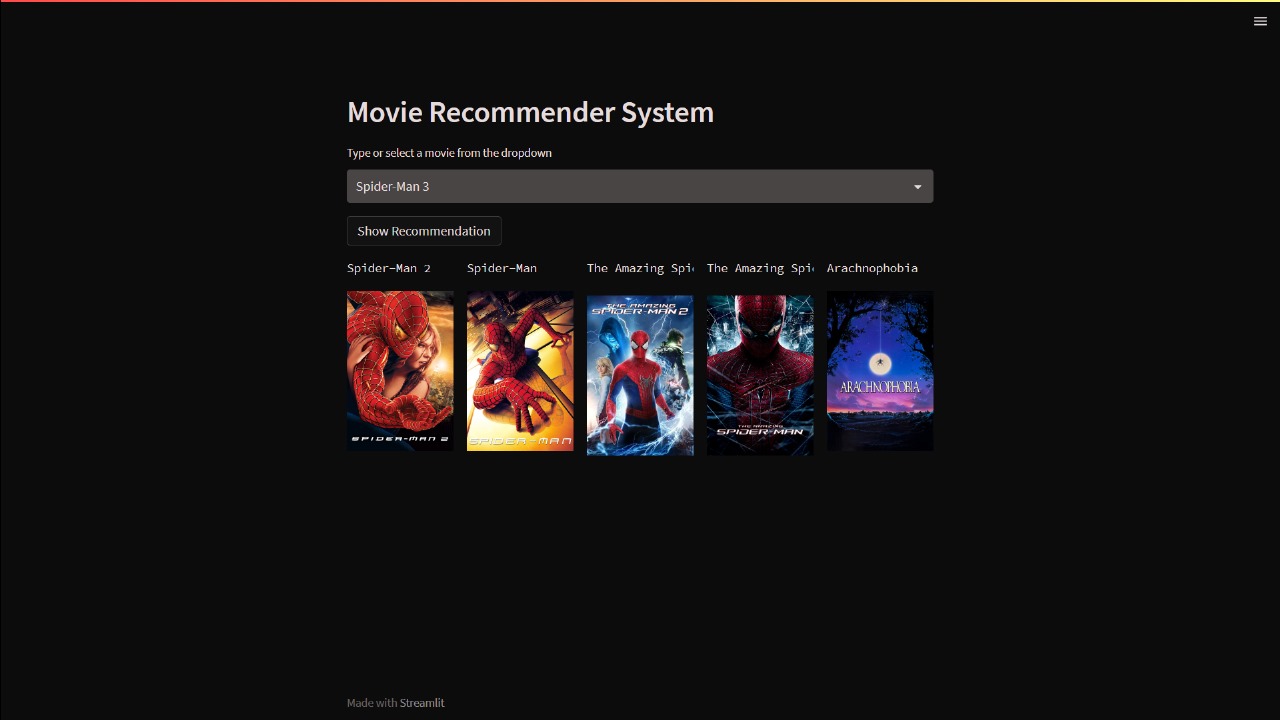 Movie Recommender System
Type or select a movie from the dropdown
Spider-Man 3
Show Recommendation
Spider-Man 2
Spider-Man
The Amazing Spi
The Amazing Spi
Arachnophobia
SPIDER-MAN 2
SPIDER-MAN
THE AMAZING
SPIDER-MAN 2
THE AMAZING
SPIDER-MAN
ARACHNOPHOBIA
Made with Streamlit